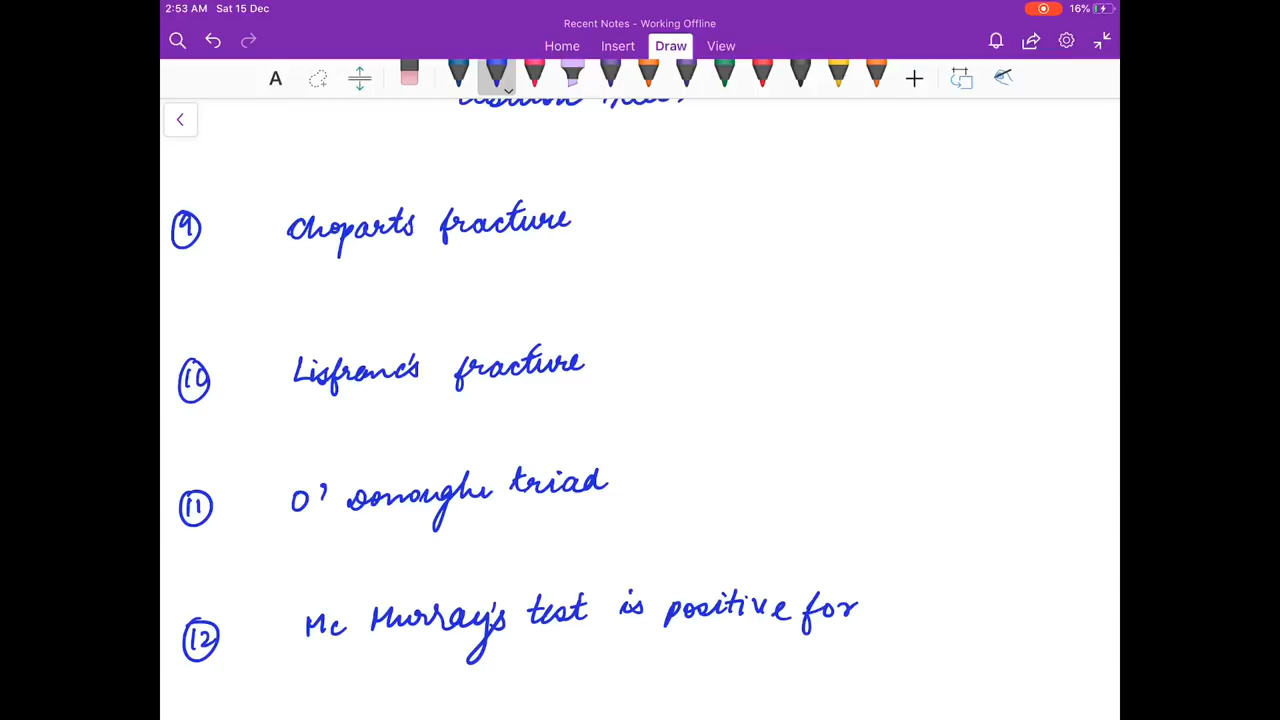 2:53 AM Sat 15 Dec
16%
Recent Notes - Working Offline
Home Insert Draw View
A
9 Choparts fracture
10 Lisfranc's fracture
11 O' Donoughe triad
12 Mc Murray's test is positive for